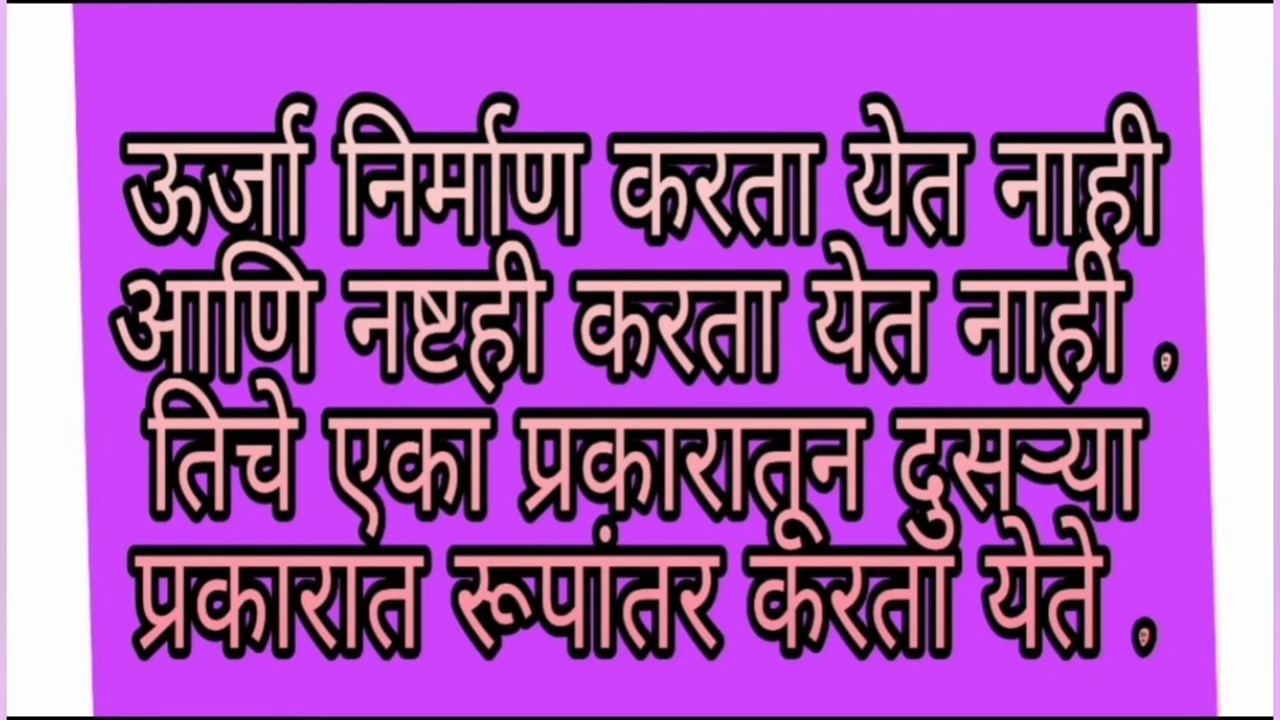 ऊर्जा निर्माण करता येत नाही
आणि नष्टही करता येत नाही .
तिचे एका प्रकारातून दुसऱ्या
प्रकारात रूपांतर करता येते .